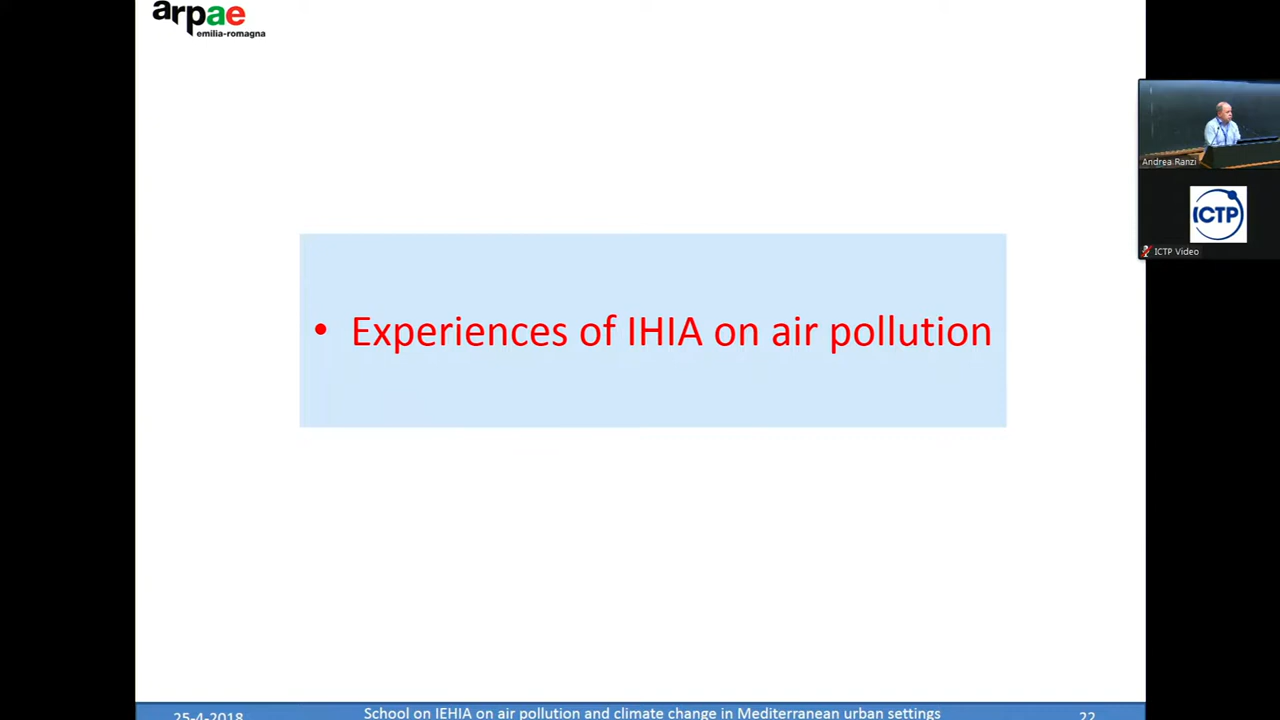 arpae
emilia-romagna
Andrea Ranzi
ICTP
ICTP Video
• Experiences of IHIA on air pollution
25-4-2018
School on IEHIA on air pollution and climate change in Mediterranean urban settings
22